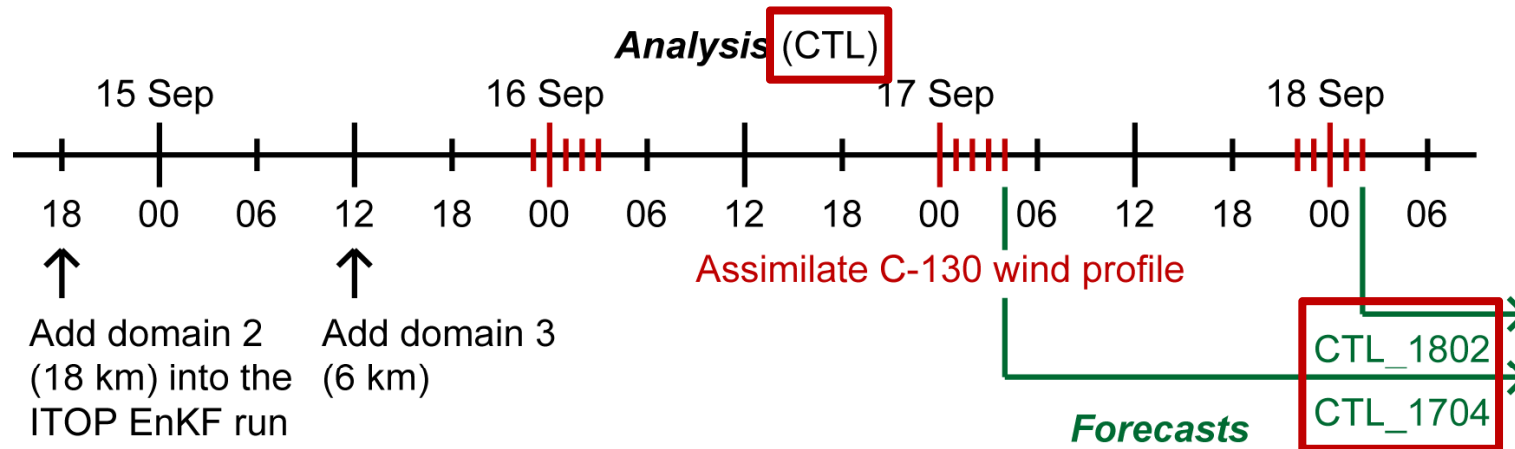 Analysis (CTL)
15 Sep 16 Sep 17 Sep 18 Sep
18 00 06 12 18 00 06 12 18 00 06 12 18 00 06
Assimilate C-130 wind profile
Add domain 2
(18 km) into the
ITOP EnKF run
Add domain 3
(6 km)
CTL_1802
CTL_1704
Forecasts